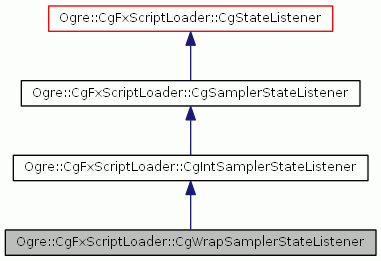 Ogre::CgFxScriptLoader::CgStateListener
Ogre::CgFxScriptLoader::CgSamplerStateListener
Ogre::CgFxScriptLoader::CgIntSamplerStateListener
Ogre::CgFxScriptLoader::CgWrapSamplerStateListener